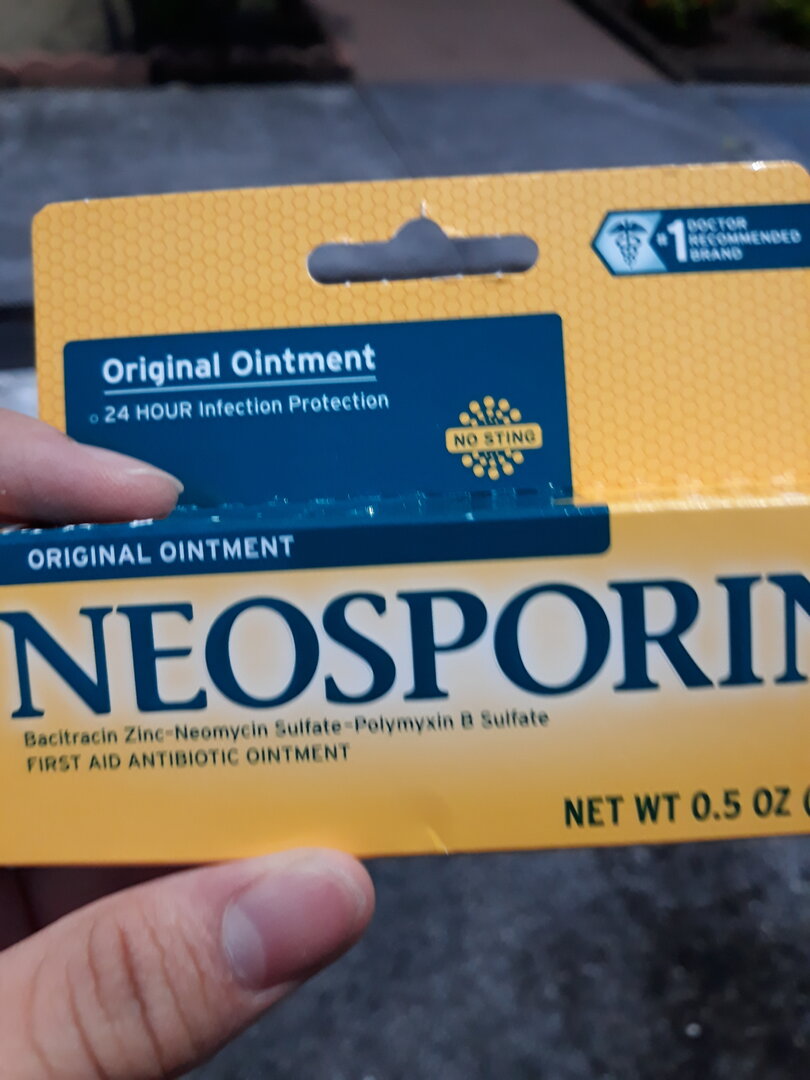 #1 DOCTOR
RECOMMENDED
BRAND
Original Ointment
24 HOUR Infection Protection
NO STING
ORIGINAL OINTMENT
NEOSPORIN
Bacitracin Zinc-Neomycin Sulfate-Polymyxin B Sulfate
FIRST AID ANTIBIOTIC OINTMENT
NET WT 0.5 OZ (